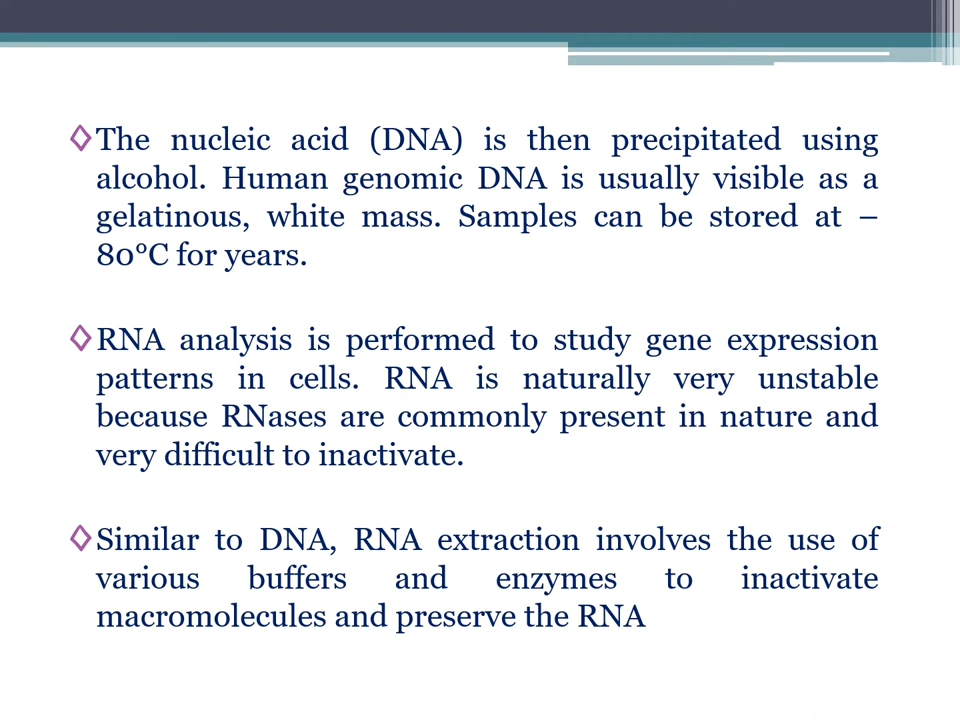 The nucleic acid (DNA) is then precipitated using
alcohol. Human genomic DNA is usually visible as a
gelatinous, white mass. Samples can be stored at –
80°C for years.
RNA analysis is performed to study gene expression
patterns in cells. RNA is naturally very unstable
because RNases are commonly present in nature and
very difficult to inactivate.
Similar to DNA, RNA extraction involves the use of
various buffers and enzymes to inactivate
macromolecules and preserve the RNA